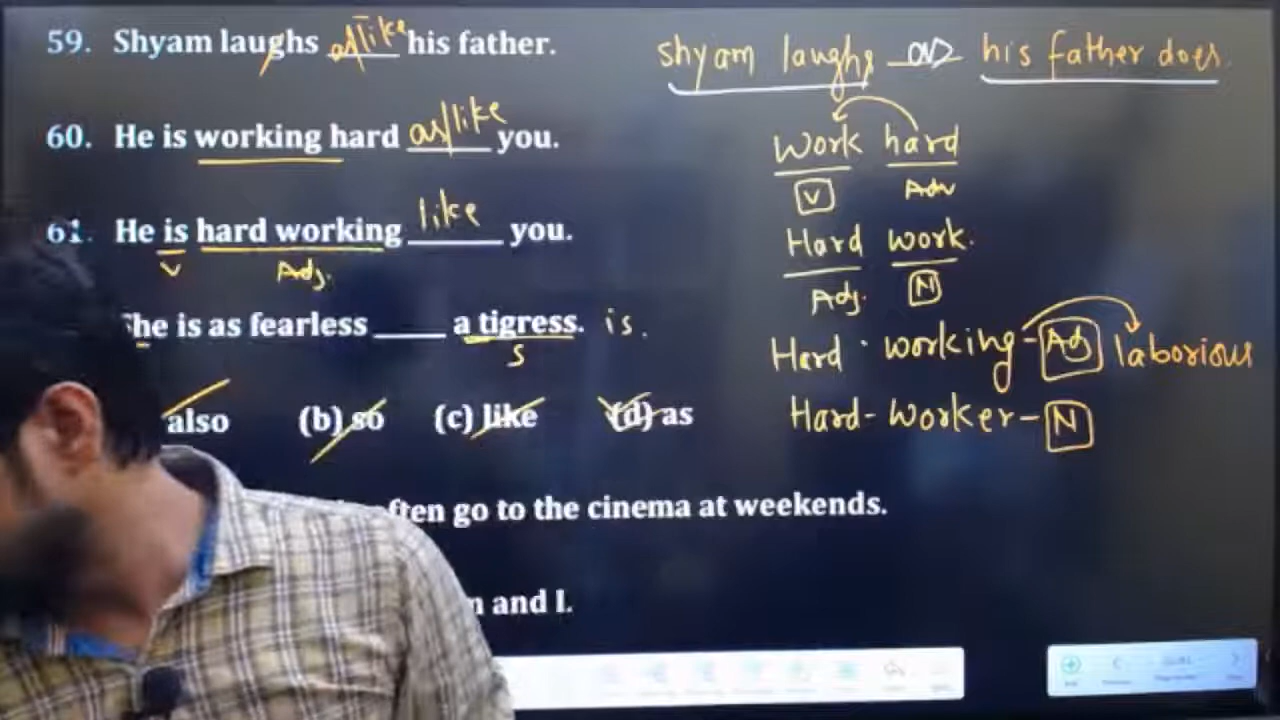 59. Shyam laughs as/like his father.
shyam laughs as his father does.
60. He is working hard as/like you.
Work hard
V Adv
61. He is hard working like you.
V Adj.
Hard work.
Adj. N
She is as fearless ____ a tigress. is.
S
Hard - working - Adj laborious
also (b) so (c) like (d) as
Hard - worker - N
often go to the cinema at weekends.
and I.